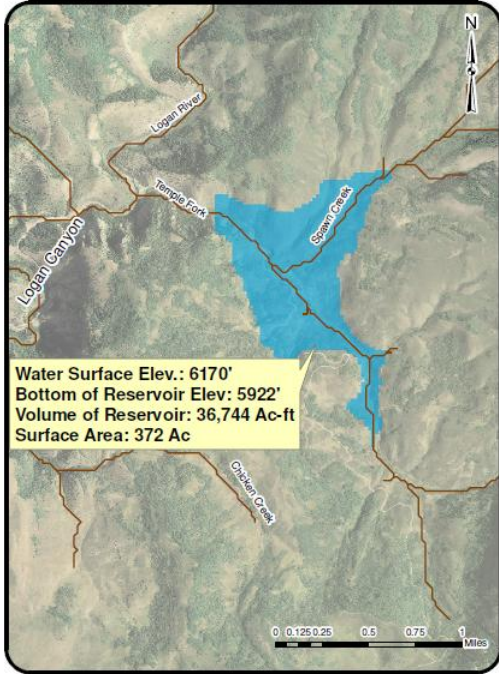 N
Logan River
Temple Fork
Spawn Creek
Logan Canyon
Water Surface Elev.: 6170'
Bottom of Reservoir Elev: 5922'
Volume of Reservoir: 36,744 Ac-ft
Surface Area: 372 Ac
Chicken Creek
0 0.125 0.25 0.5 0.75 1
Miles